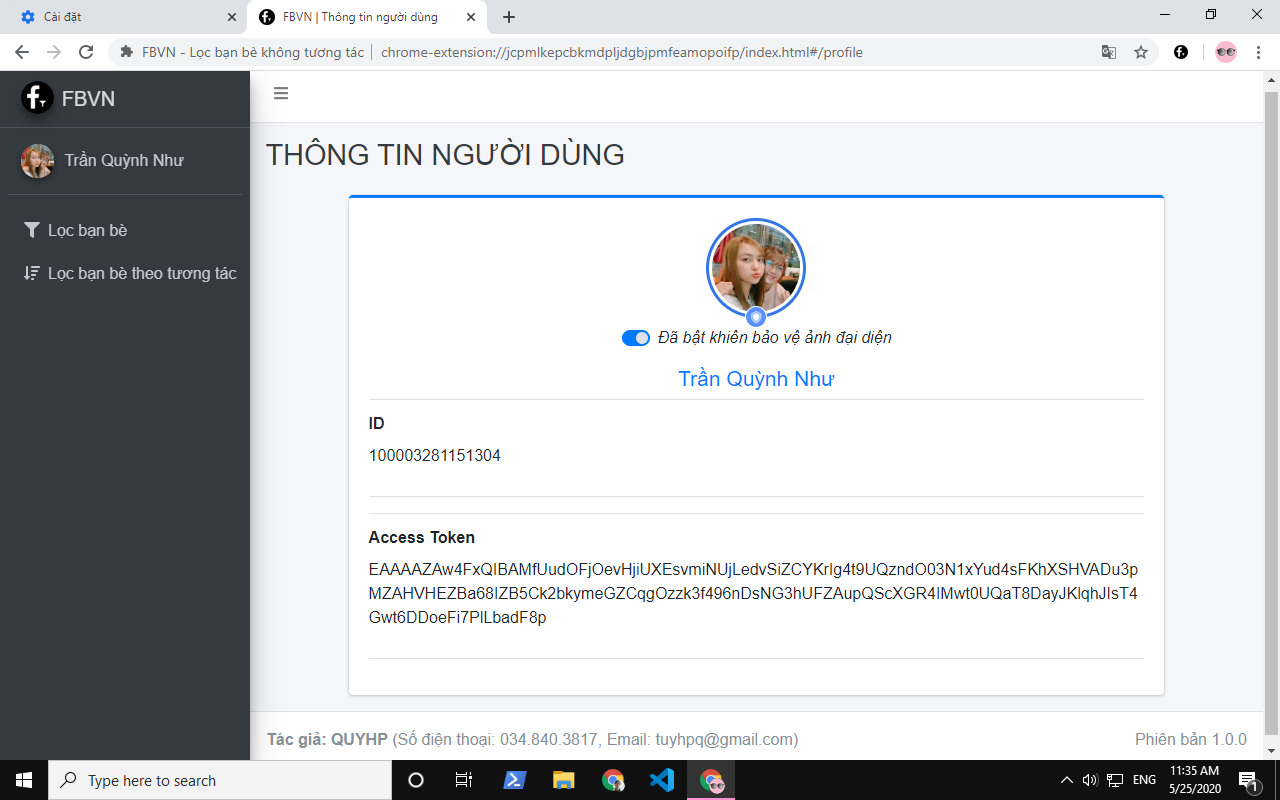 Cài đặt
FBVN | Thông tin người dùng
FBVN - Lọc bạn bè không tương tác
chrome-extension://jcpmlkepcbkmdpljdgbjpmfeamopoifp/index.html#/profile
FBVN
Trần Quỳnh Như
Lọc bạn bè
Lọc bạn bè theo tương tác
THÔNG TIN NGƯỜI DÙNG
Đã bật khiên bảo vệ ảnh đại diện
Trần Quỳnh Như
ID
100003281151304
Access Token
EAAAAZAw4FxQIBAMfUudOFjOevHjiUXEsvmiNUjLedvSiZCYKrIg4t9UQzndO03N1xYud4sFKhXSHVADu3p
MZAHVHEZBa68IZB5Ck2bkymeGZCqgOzzk3f496nDsNG3hUFZAupQScXGR4IMwt0UQaT8DayJKlqhJIsT4
Gwt6DDoeFi7PlLbadF8p
Tác giả: QUYHP (Số điện thoại: 034.840.3817, Email: tuyhpq@gmail.com)
Phiên bản 1.0.0
Type here to search
ENG
11:35 AM
5/25/2020
1